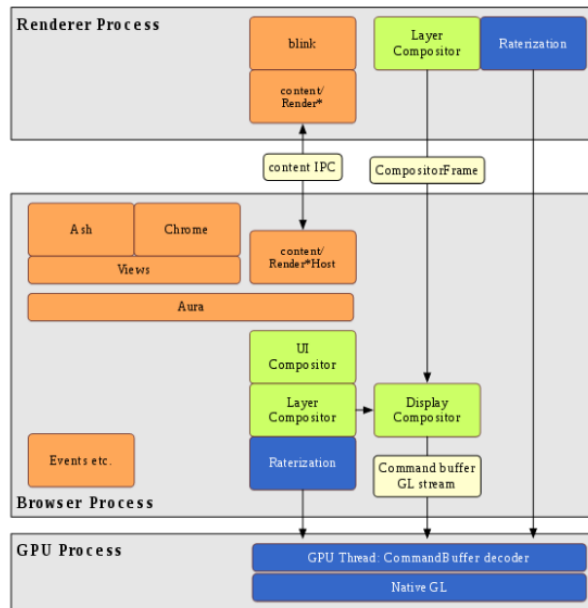 Renderer Process
blink
content/
Render*
Layer
Compositor
Raterization
content IPC
CompositorFrame
Ash
Chrome
Views
content/
Render*Host
Aura
UI
Compositor
Layer
Compositor
Display
Compositor
Events etc.
Raterization
Command buffer
GL stream
Browser Process
GPU Process
GPU Thread: CommandBuffer decoder
Native GL